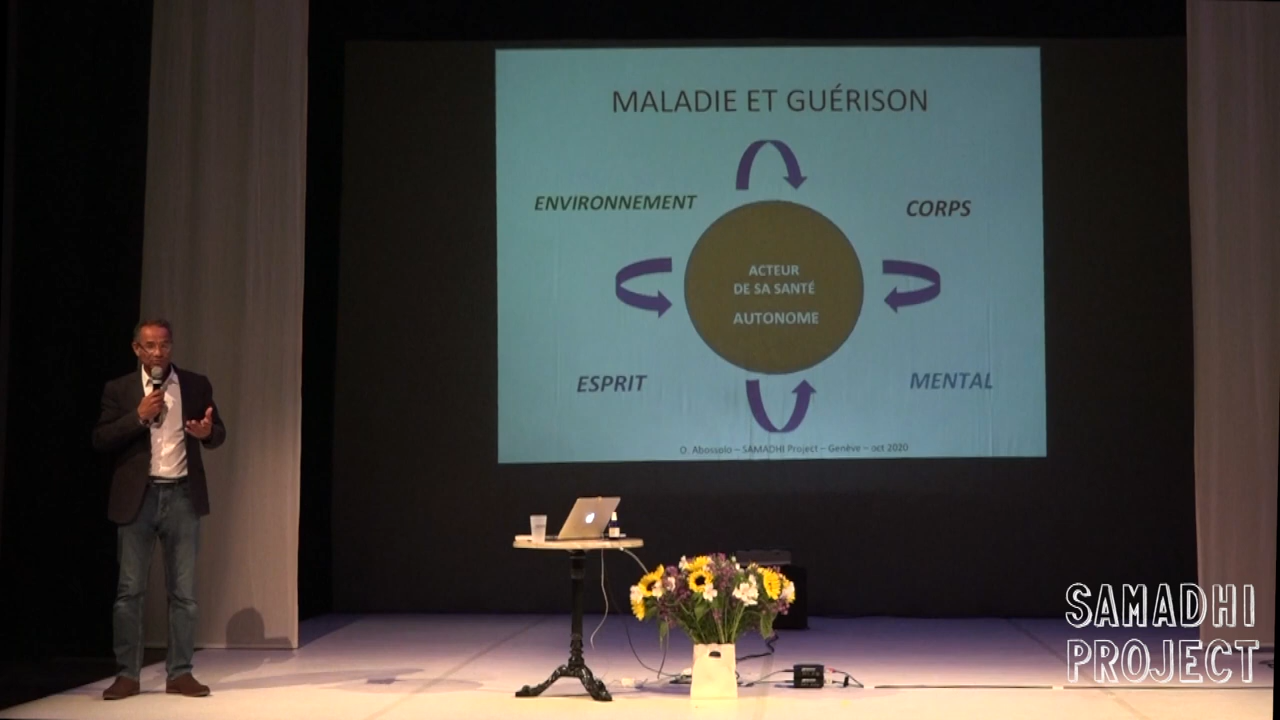 MALADIE ET GUÉRISON
ENVIRONNEMENT
CORPS
ACTEUR
DE SA SANTÉ
AUTONOME
ESPRIT
MENTAL
O. Abossolo – SAMADHI Project – Genève – oct 2020
SAMADHI
PROJECT